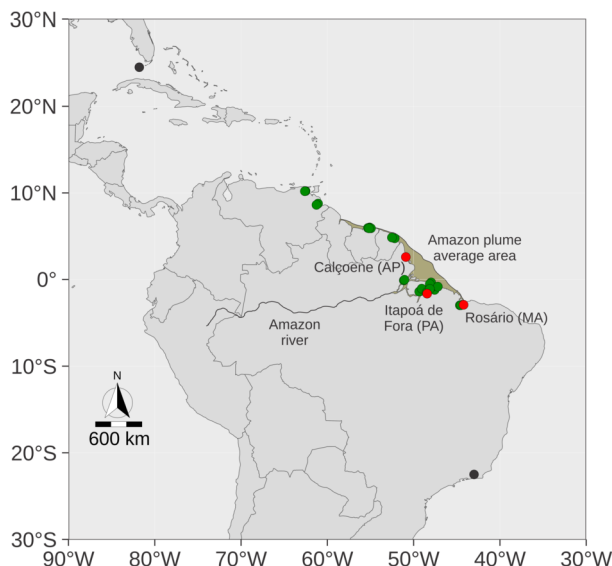 30°N
20°N
10°N
0°
10°S
20°S
30°S
Amazon plume
average area
Calçoene (AP)
Itapoá de
Fora (PA)
Rosário (MA)
Amazon
river
N
600 km
90°W 80°W 70°W 60°W 50°W 40°W 30°W